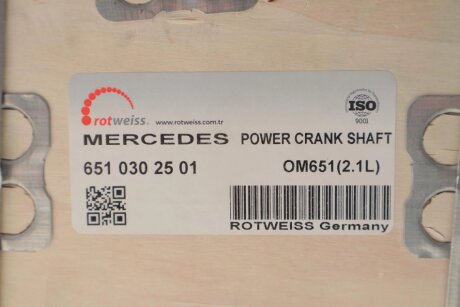 rotweiss.
www.rotweiss.com.tr
ISO
9001
MERCEDES POWER CRANK SHAFT
651 030 25 01 OM651(2.1L)
ROTWEISS Germany